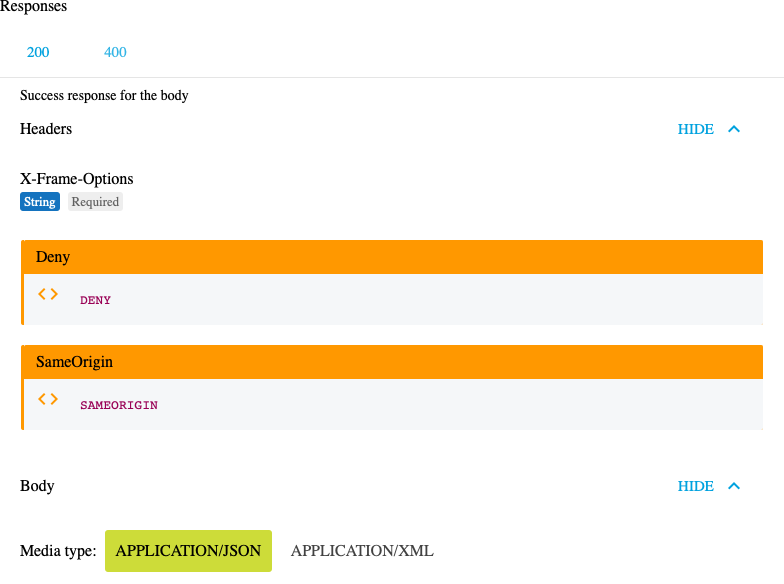 Responses
200 400
Success response for the body
Headers HIDE
X-Frame-Options
String Required
Deny
<> DENY
SameOrigin
<> SAMEORIGIN
Body HIDE
Media type: APPLICATION/JSON APPLICATION/XML